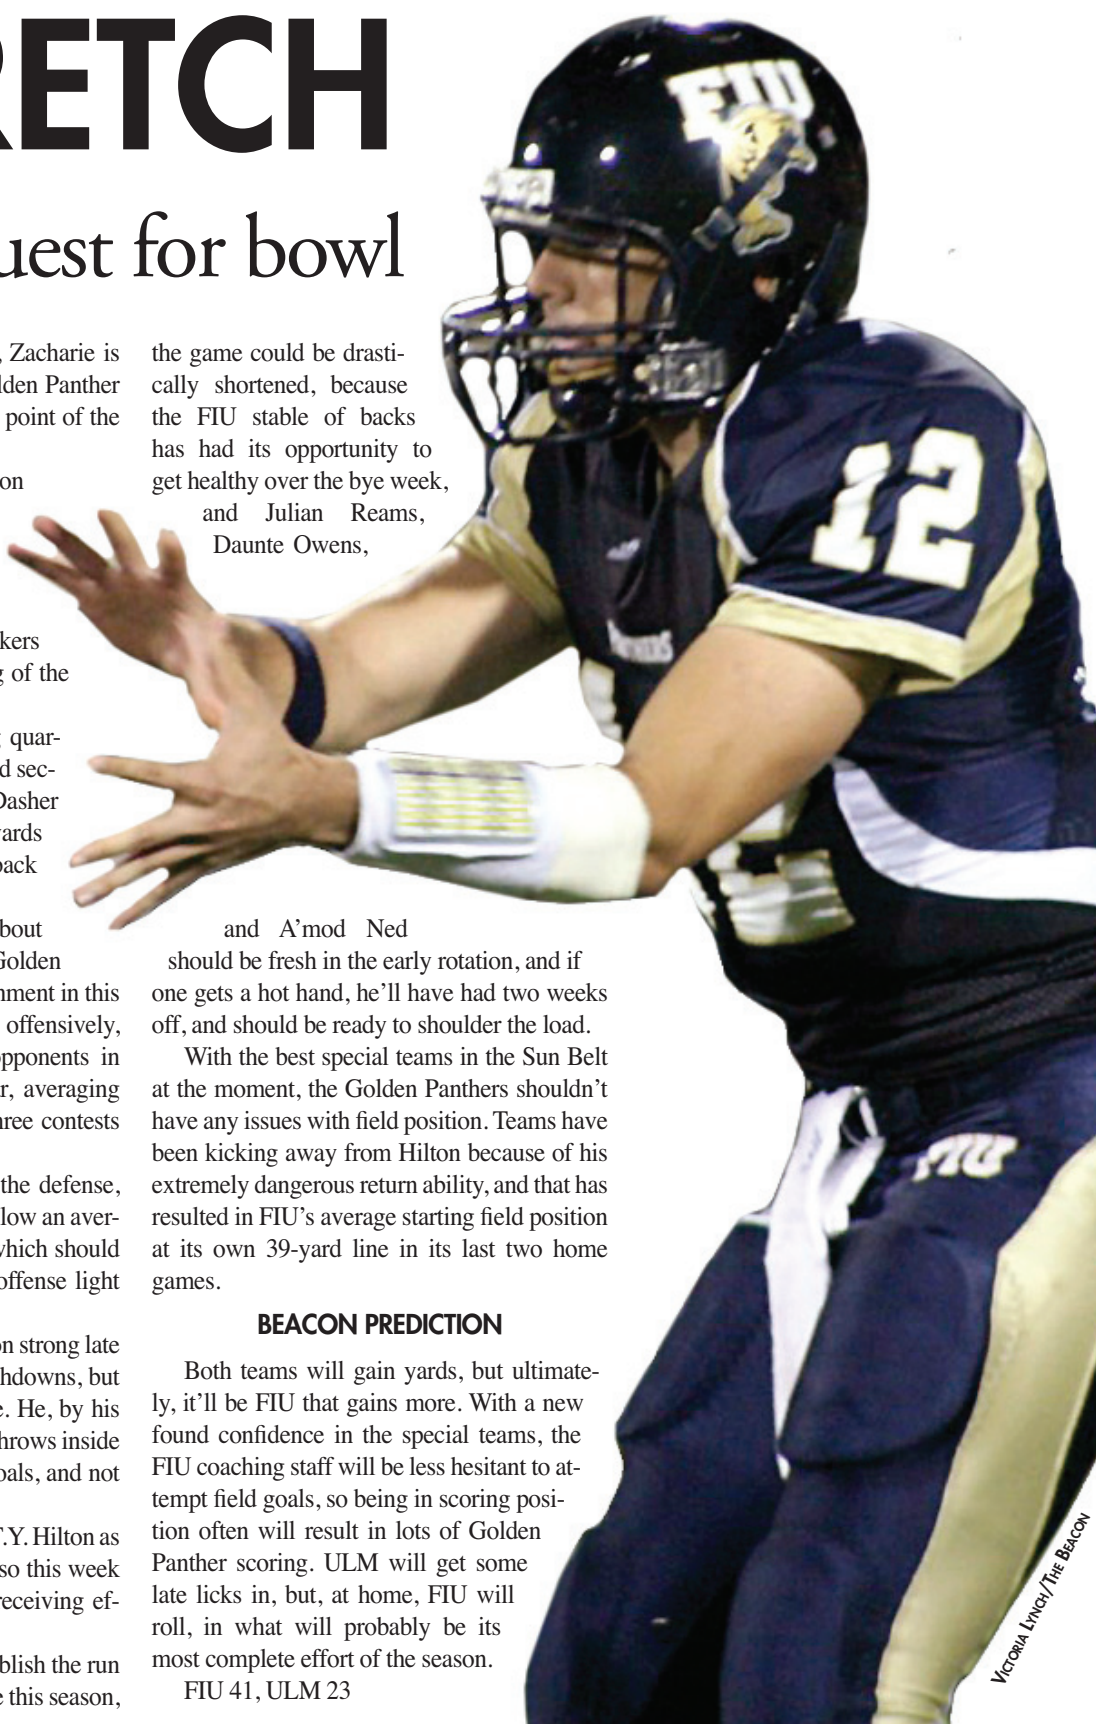 RETCH
uest for bowl
, Zacharie is
lden Panther
point of the
on
kers
g of the
g quar-
d sec-
Dasher
ards
back
bout
Golden
nment in this
offensively,
opponents in
r, averaging
hree contests
the defense,
low an aver-
which should
offense light
on strong late
hdowns, but
e. He, by his
hrows inside
oals, and not
T.Y. Hilton as
so this week
receiving ef-
blish the run
e this season,
the game could be drasti-
cally shortened, because
the FIU stable of backs
has had its opportunity to
get healthy over the bye week,
and Julian Reams,
Daunte Owens,
and A'mod Ned
should be fresh in the early rotation, and if
one gets a hot hand, he'll have had two weeks
off, and should be ready to shoulder the load.
With the best special teams in the Sun Belt
at the moment, the Golden Panthers shouldn't
have any issues with field position. Teams have
been kicking away from Hilton because of his
extremely dangerous return ability, and that has
resulted in FIU's average starting field position
at its own 39-yard line in its last two home
games.
BEACON PREDICTION
Both teams will gain yards, but ultimate-
ly, it'll be FIU that gains more. With a new
found confidence in the special teams, the
FIU coaching staff will be less hesitant to at-
tempt field goals, so being in scoring posi-
tion often will result in lots of Golden
Panther scoring. ULM will get some
late licks in, but, at home, FIU will
roll, in what will probably be its
most complete effort of the season.
FIU 41, ULM 23
FIU
12
FIU
VICTORIA LYNCH/THE BEACON